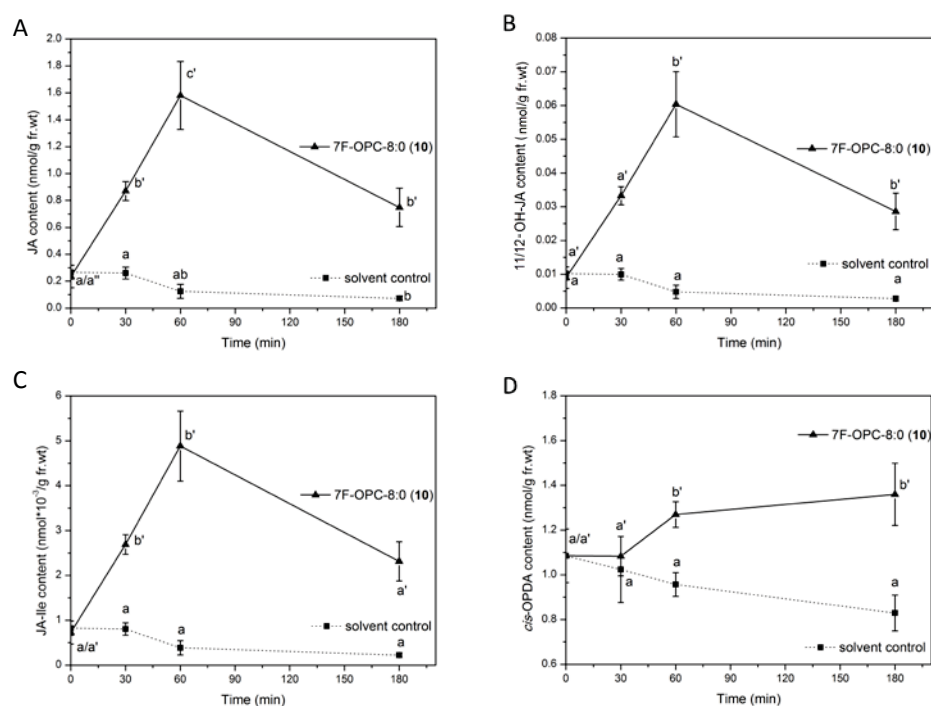 A
JA content (nmol/g fr.wt)
2.0
1.8
1.6
1.4
1.2
1.0
0.8
0.6
0.4
0.2
0.0
c'
b'
b'
7F-OPC-8:0 (10)
a/a''
a
ab
b
solvent control
0 30 60 90 120 150 180
Time (min)
B
11/12-OH-JA content ( nmol/g fr.wt)
0.08
0.07
0.06
0.05
0.04
0.03
0.02
0.01
0.00
b'
a'
b'
7F-OPC-8:0 (10)
a'
a
a
a
a
solvent control
0 30 60 90 120 150 180
Time (min)
C
JA-Ile content (nmol*10⁻³/g fr.wt)
6
5
4
3
2
1
0
b'
b'
a'
7F-OPC-8:0 (10)
a/a'
a
a
a
solvent control
0 30 60 90 120 150 180
Time (min)
D
cis-OPDA content (nmol/g fr.wt)
1.8
1.6
1.4
1.2
1.0
0.8
0.6
7F-OPC-8:0 (10)
a/a'
a'
b'
b'
a
a
a
solvent control
0 30 60 90 120 150 180
Time (min)